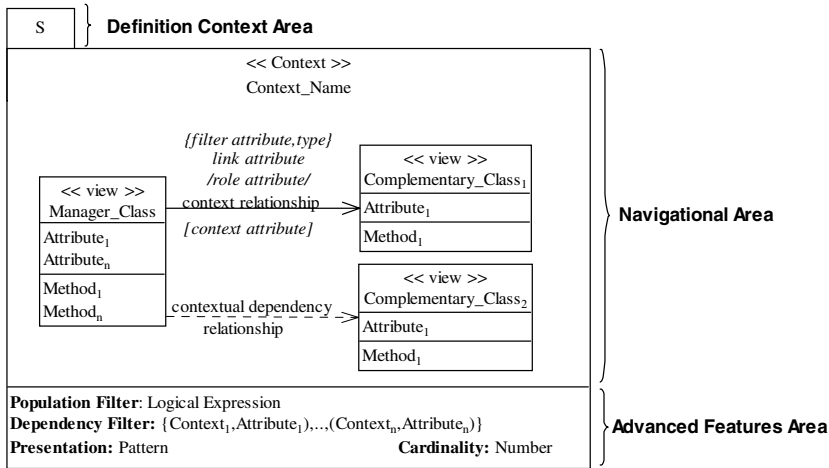 S
Definition Context Area
<< Context >>
Context_Name
{filter attribute,type}
link attribute
/role attribute/
context relationship
[context attribute]
<< view >>
Manager_Class
Attribute₁
Attributeₙ
Method₁
Methodₙ
<< view >>
Complementary_Class₁
Attribute₁
Method₁
contextual dependency
relationship
<< view >>
Complementary_Class₂
Attribute₁
Method₁
Navigational Area
Population Filter: Logical Expression
Dependency Filter: {Context₁,Attribute₁),..,(Contextₙ,Attributeₙ)}
Presentation: Pattern Cardinality: Number
Advanced Features Area